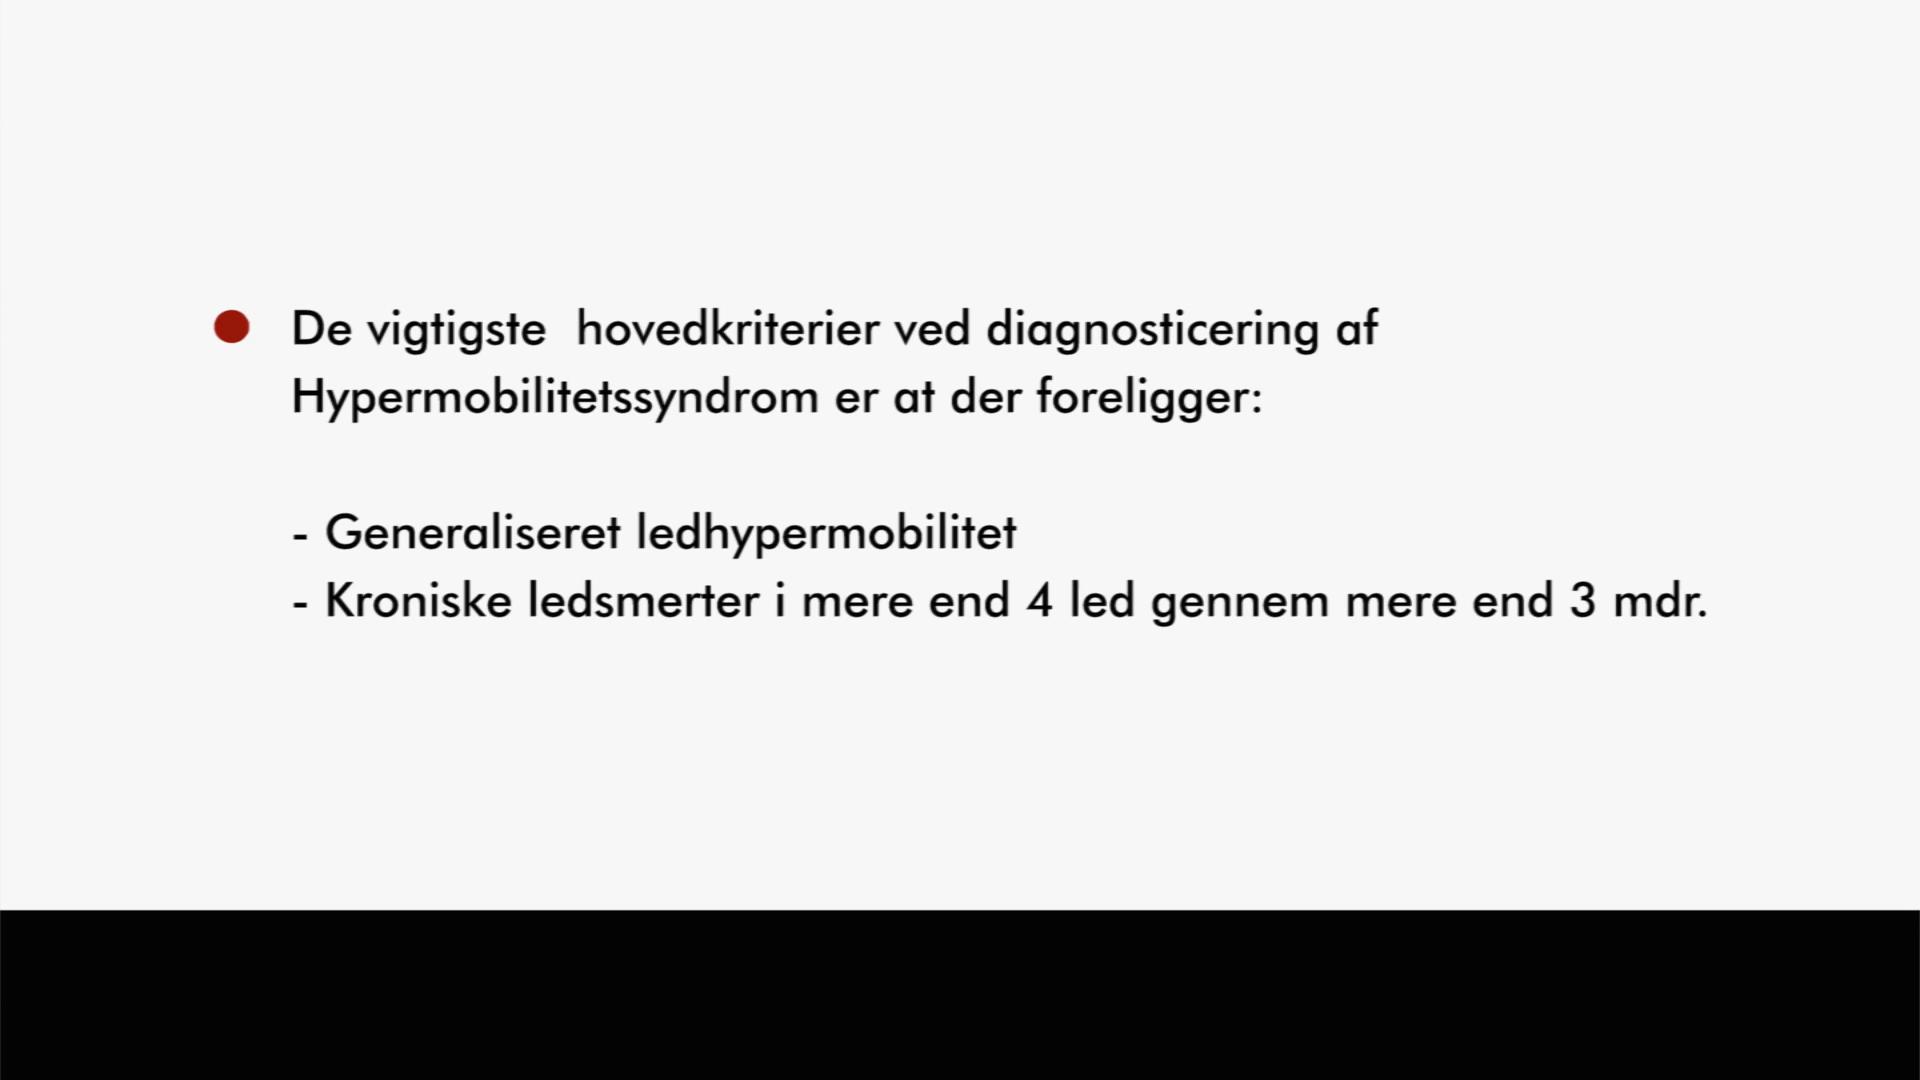 De vigtigste  hovedkriterier ved diagnosticering af
Hypermobilitetssyndrom er at der foreligger:
- Generaliseret ledhypermobilitet
- Kroniske ledsmerter i mere end 4 led gennem mere end 3 mdr.